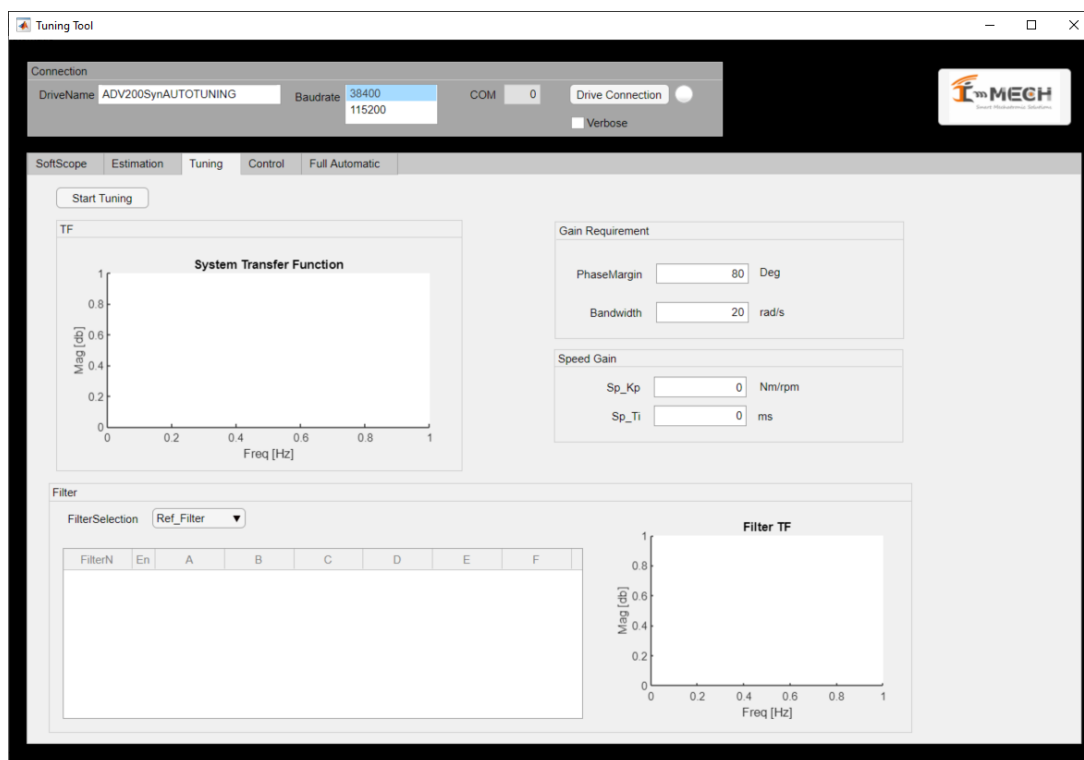 Tuning Tool
Connection
DriveName ADV200SynAUTOTUNING Baudrate 38400 COM 0 Drive Connection
115200
Verbose
I'mMECH
Smart Mechatronics Solutions
SoftScope Estimation Tuning Control Full Automatic
Start Tuning
TF
System Transfer Function
1
0.8
0.6
0.4
0.2
0
Mag [db]
0 0.2 0.4 0.6 0.8 1
Freq [Hz]
Gain Requirement
PhaseMargin 80 Deg
Bandwidth 20 rad/s
Speed Gain
Sp_Kp 0 Nm/rpm
Sp_Ti 0 ms
Filter
FilterSelection Ref_Filter
FilterN En A B C D E F
Filter TF
1
0.8
0.6
0.4
0.2
0
Mag [db]
0 0.2 0.4 0.6 0.8 1
Freq [Hz]